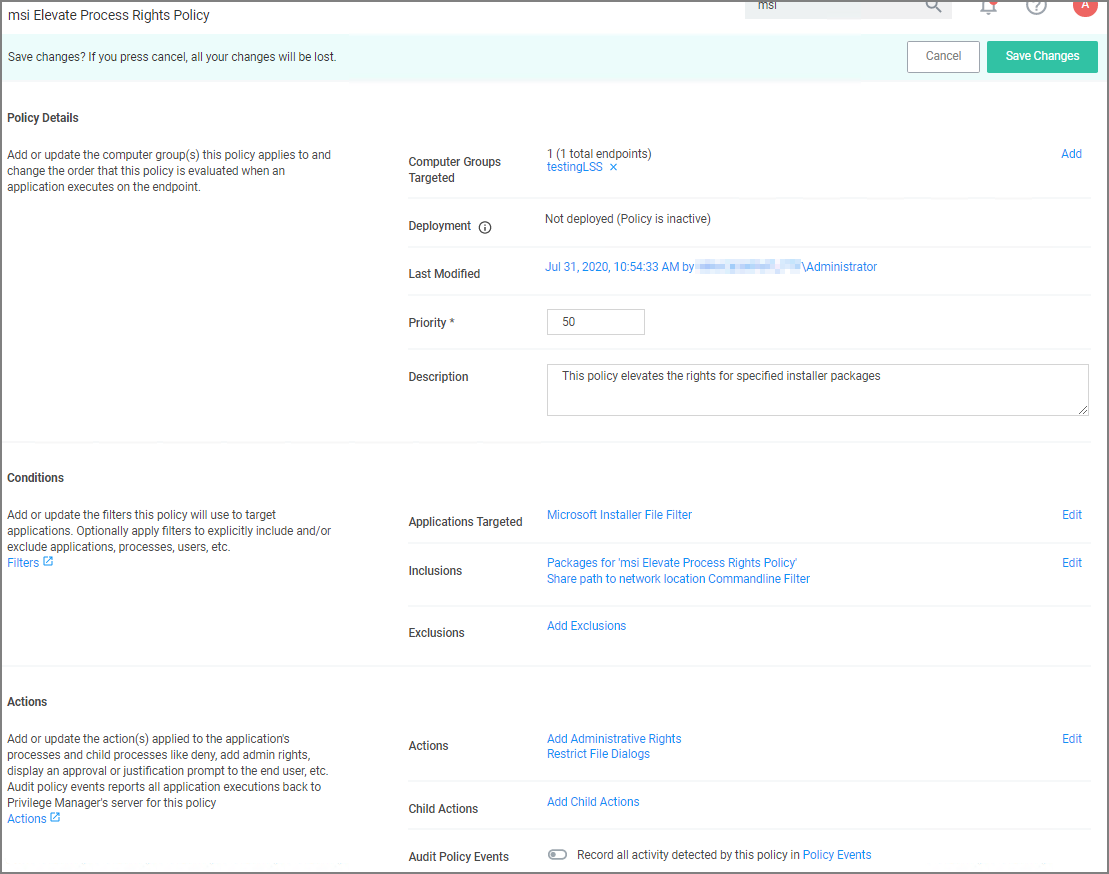 msi Elevate Process Rights Policy
msi
A
Save changes? If you press cancel, all your changes will be lost.
Cancel
Save Changes
Policy Details
Add or update the computer group(s) this policy applies to and
change the order that this policy is evaluated when an
application executes on the endpoint.
Computer Groups
Targeted
1 (1 total endpoints)
testingLSS ×
Add
Deployment
Not deployed (Policy is inactive)
Last Modified
Jul 31, 2020, 10:54:33 AM by \Administrator
Priority *
50
Description
This policy elevates the rights for specified installer packages
Conditions
Add or update the filters this policy will use to target
applications. Optionally apply filters to explicitly include and/or
exclude applications, processes, users, etc.
Filters
Applications Targeted
Microsoft Installer File Filter
Edit
Inclusions
Packages for 'msi Elevate Process Rights Policy'
Share path to network location Commandline Filter
Edit
Exclusions
Add Exclusions
Actions
Add or update the action(s) applied to the application's
processes and child processes like deny, add admin rights,
display an approval or justification prompt to the end user, etc.
Audit policy events reports all application executions back to
Privilege Manager's server for this policy
Actions
Actions
Add Administrative Rights
Restrict File Dialogs
Edit
Child Actions
Add Child Actions
Audit Policy Events
Record all activity detected by this policy in Policy Events